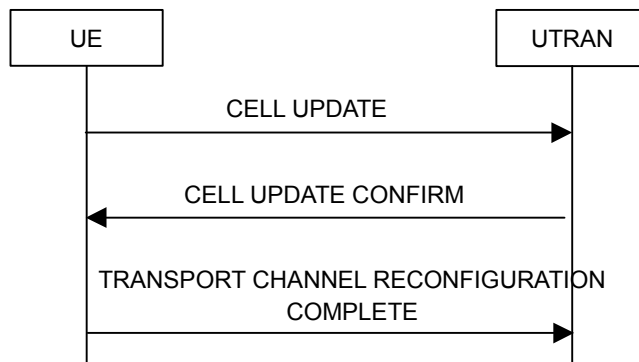 UE
UTRAN
CELL UPDATE
CELL UPDATE CONFIRM
TRANSPORT CHANNEL RECONFIGURATION
COMPLETE